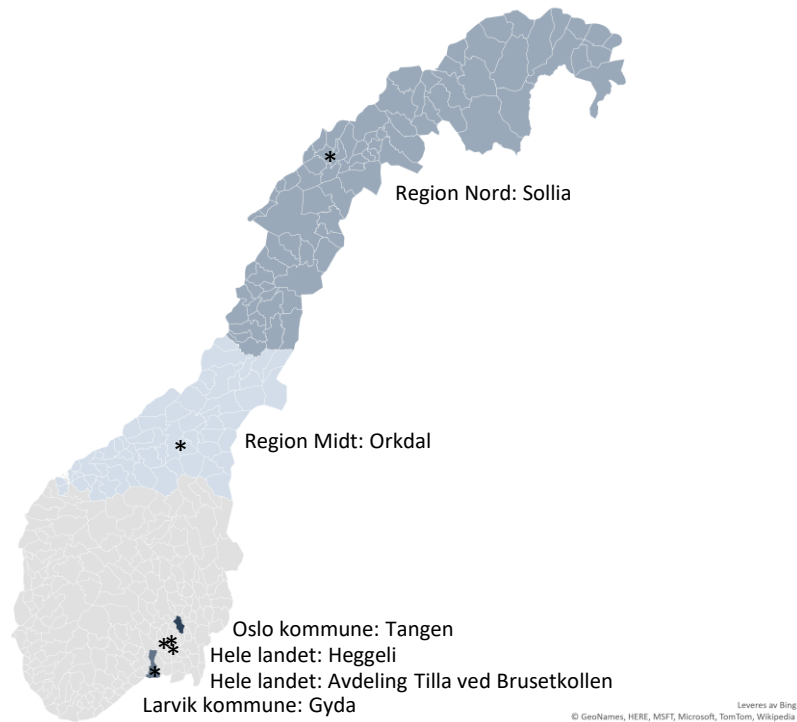 Region Nord: Sollia
Region Midt: Orkdal
Oslo kommune: Tangen
Hele landet: Heggeli
Hele landet: Avdeling Tilla ved Brusetkollen
Larvik kommune: Gyda
Leveres av Bing
© GeoNames, HERE, MSFT, Microsoft, TomTom, Wikipedia